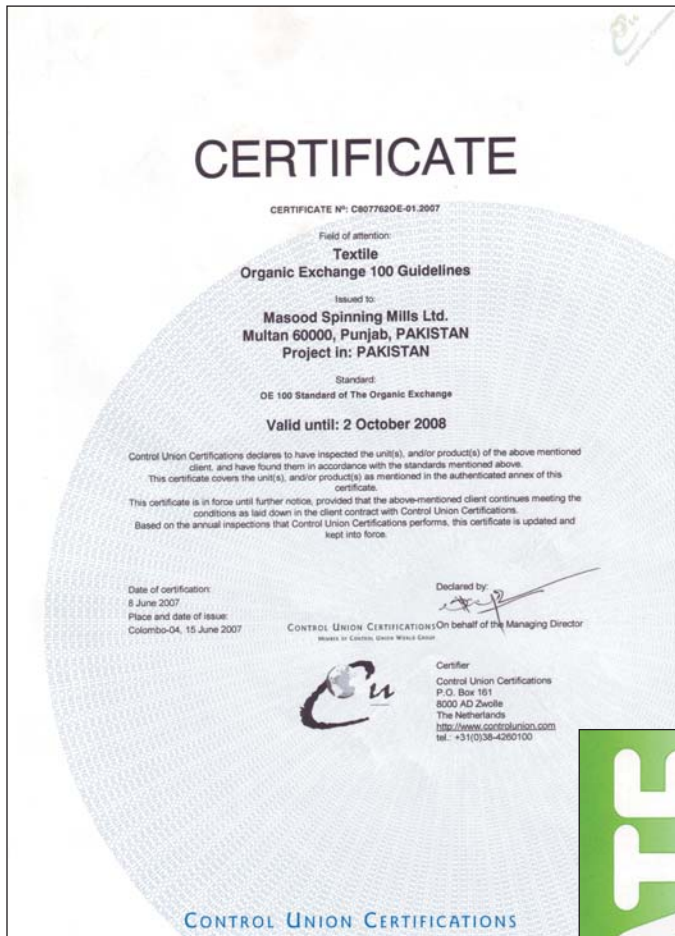 CERTIFICATE
CERTIFICATE Nº: C807762OE-01.2007
Field of attention:
Textile
Organic Exchange 100 Guidelines
Issued to:
Masood Spinning Mills Ltd.
Multan 60000, Punjab, PAKISTAN
Project in: PAKISTAN
Standard:
OE 100 Standard of The Organic Exchange
Valid until: 2 October 2008
Control Union Certifications declares to have inspected the unit(s), and/or product(s) of the above mentioned
client, and have found them in accordance with the standards mentioned above.
This certificate covers the unit(s), and/or product(s) as mentioned in the authenticated annex of this
certificate.
This certificate is in force until further notice, provided that the above-mentioned client continues meeting the
conditions as laid down in the client contract with Control Union Certifications.
Based on the annual inspections that Control Union Certifications performs, this certificate is updated and
kept into force.
Date of certification:
8 June 2007
Place and date of issue:
Colombo-04, 15 June 2007
Declared by:
CONTROL UNION CERTIFICATIONS On behalf of the Managing Director
MEMBER OF CONTROL UNION WORLD GROUP
Cu
Certifier
Control Union Certifications
P.O. Box 161
8000 AD Zwolle
The Netherlands
http://www.controlunion.com
tel.: +31(0)38-4260100
CONTROL UNION CERTIFICATIONS